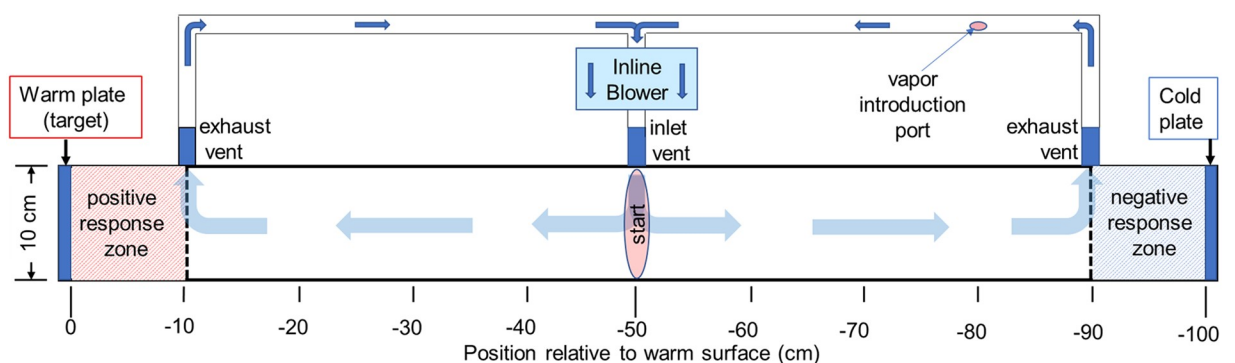 Inline
Blower
vapor
introduction
port
Warm plate
(target)
Cold
plate
exhaust
vent
inlet
vent
exhaust
vent
10 cm
positive
response
zone
start
negative
response
zone
0
-10
-20
-30
-40
-50
-60
-70
-80
-90
-100
Position relative to warm surface (cm)